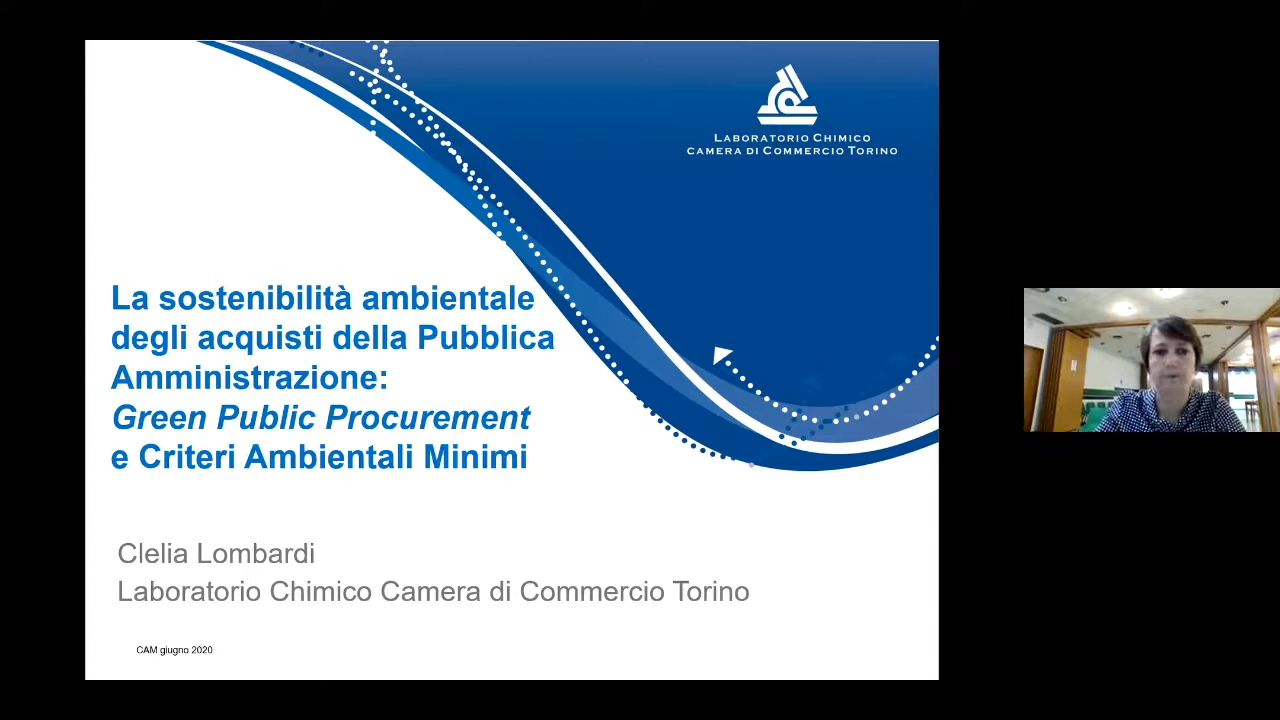 LABORATORIO CHIMICO
CAMERA DI COMMERCIO TORINO
La sostenibilità ambientale
degli acquisti della Pubblica
Amministrazione:
Green Public Procurement
e Criteri Ambientali Minimi
Clelia Lombardi
Laboratorio Chimico Camera di Commercio Torino
CAM giugno 2020